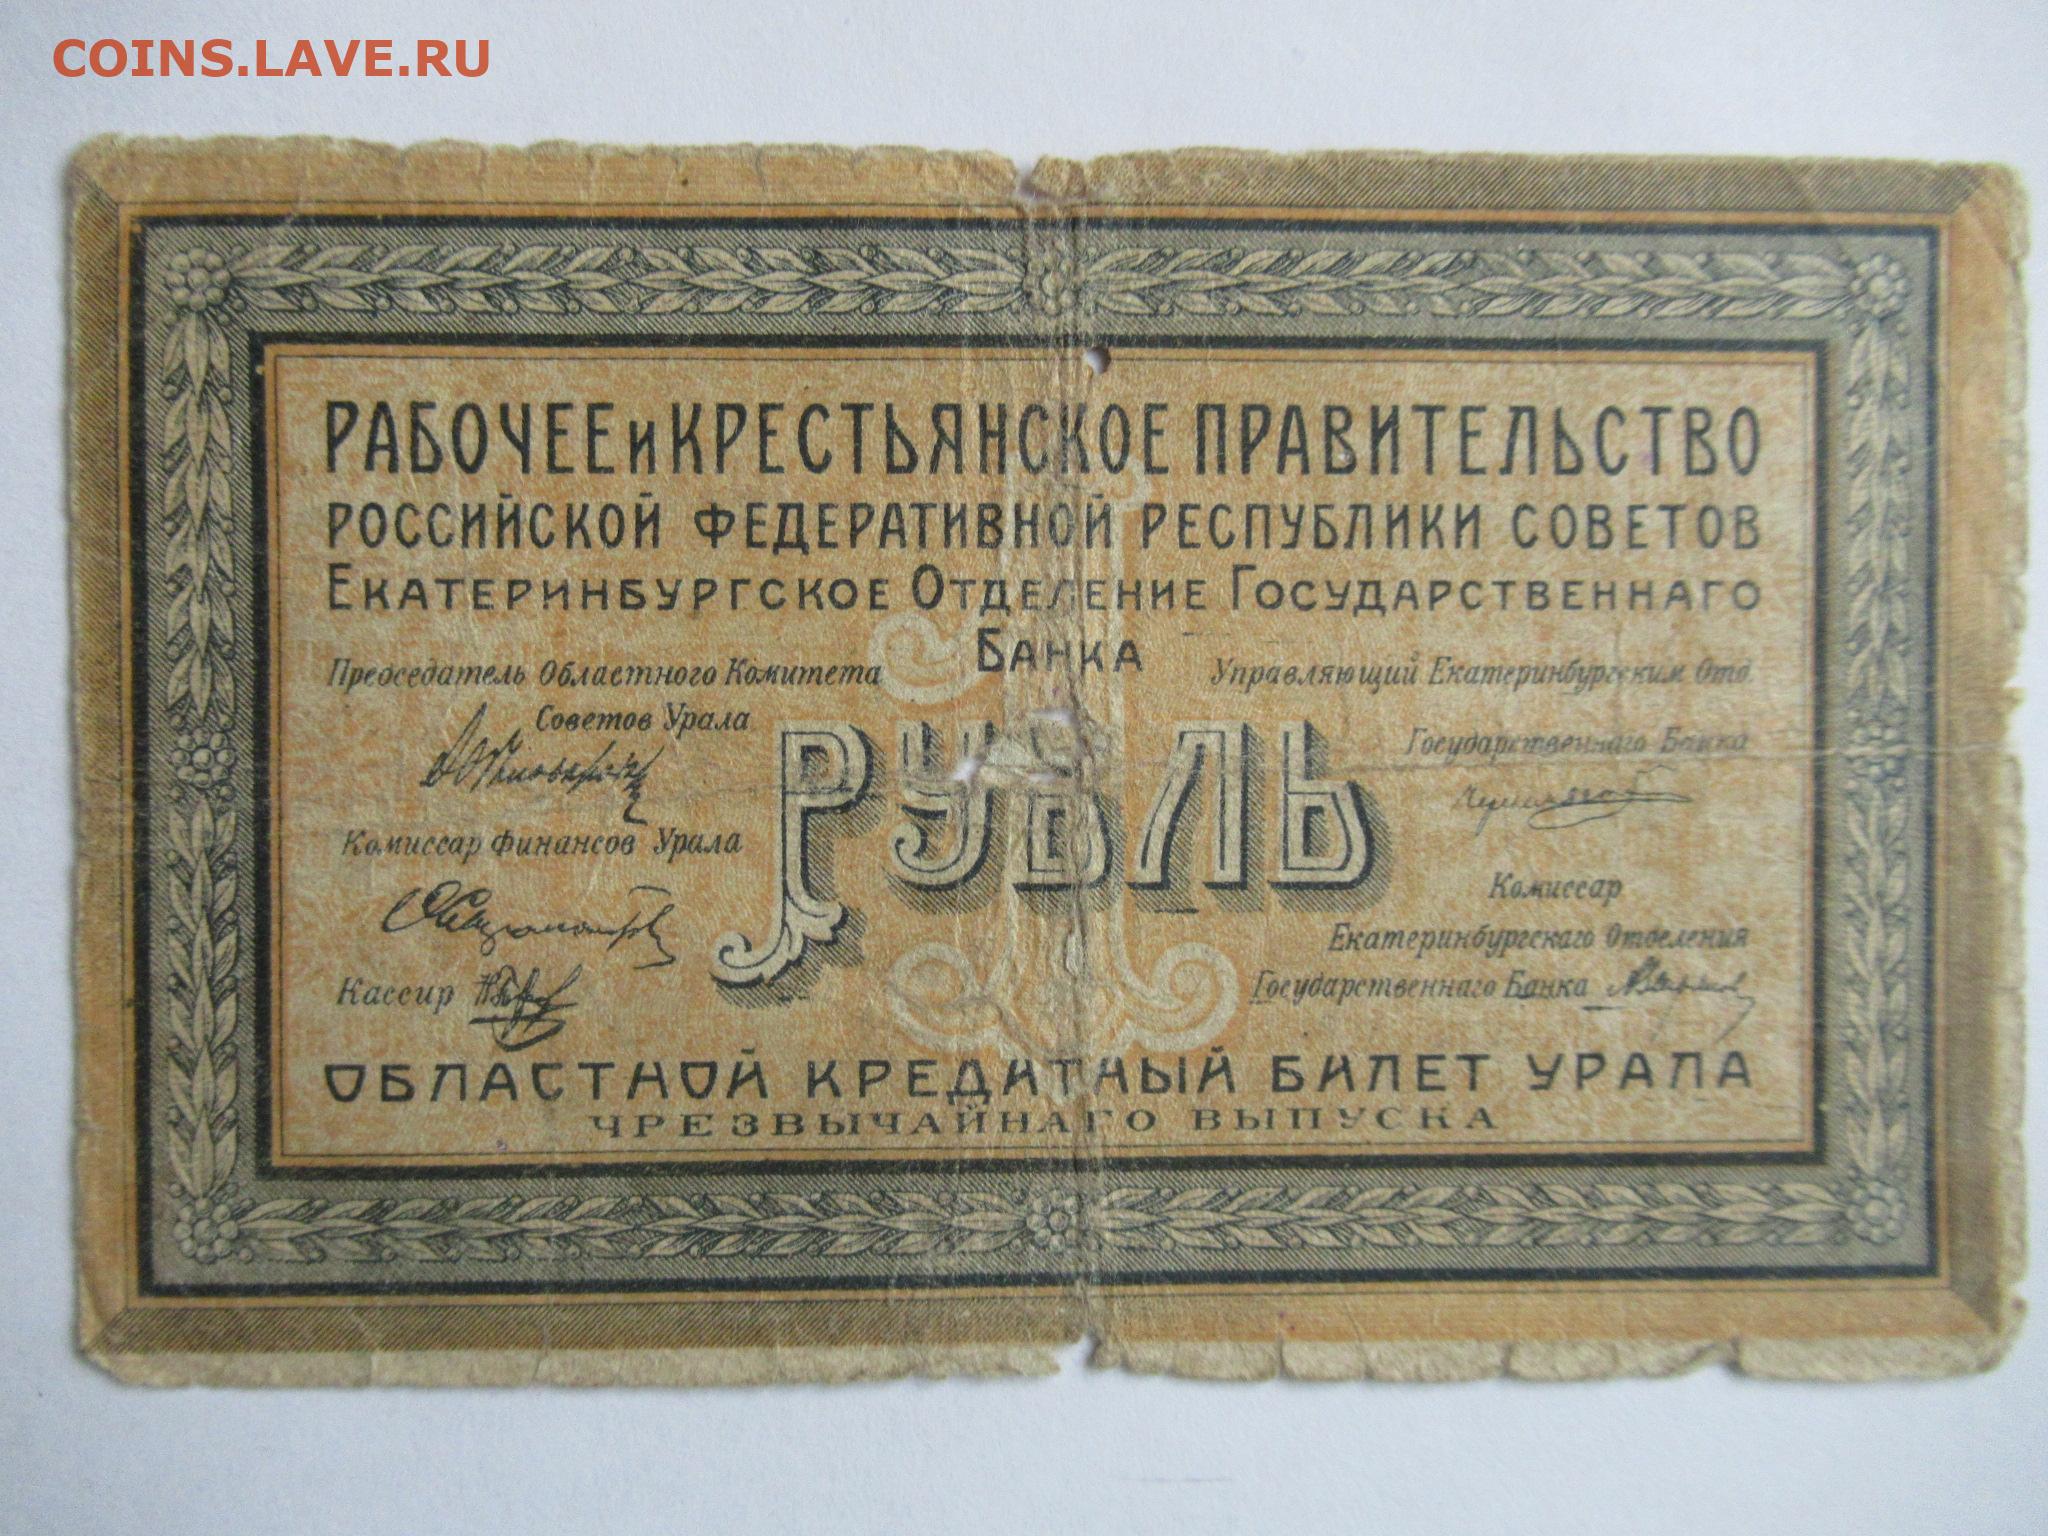 COINS.LAVE.RU
РАБОЧЕЕ и КРЕСТЬЯНСКОЕ ПРАВИТЕЛЬСТВО
РОССИЙСКОЙ ФЕДЕРАТИВНОЙ РЕСПУБЛИКИ СОВЕТОВ
ЕКАТЕРИНБУРГСКОЕ ОТДЕЛЕНИЕ ГОСУДАРСТВЕННАГО
БАНКА
Председатель Областного Комитета
Советов Урала
Комиссар Финансов Урала
Кассир
РУБЛЬ
1
Управляющий Екатеринбургским Отд.
Государственнаго Банка
Комиссар
Екатеринбургскаго Отделения
Государственнаго Банка
ОБЛАСТНОЙ КРЕДИТНЫЙ БИЛЕТ УРАЛА
ЧРЕЗВЫЧАЙНАГО ВЫПУСКА